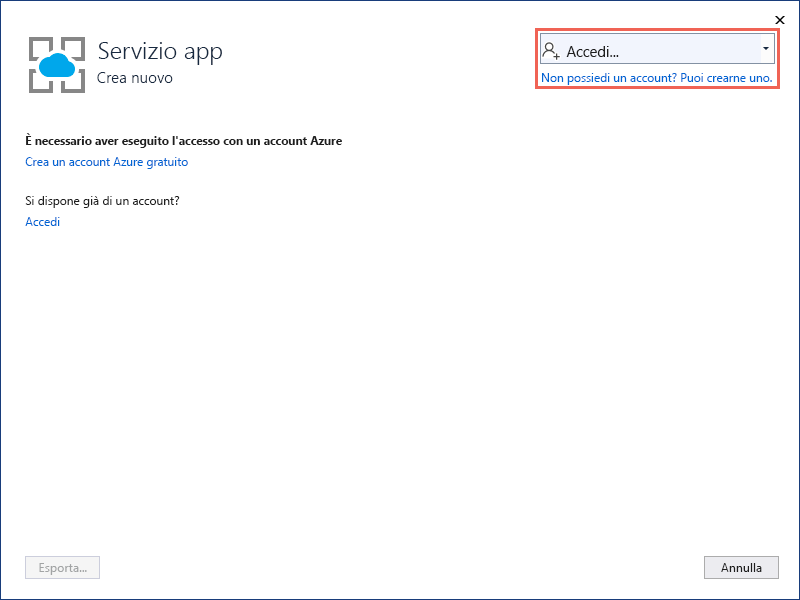 Servizio app
Crea nuovo
Accedi...
Non possiedi un account? Puoi crearne uno.
È necessario aver eseguito l'accesso con un account Azure
Crea un account Azure gratuito
Si dispone già di un account?
Accedi
Esporta...
Annulla